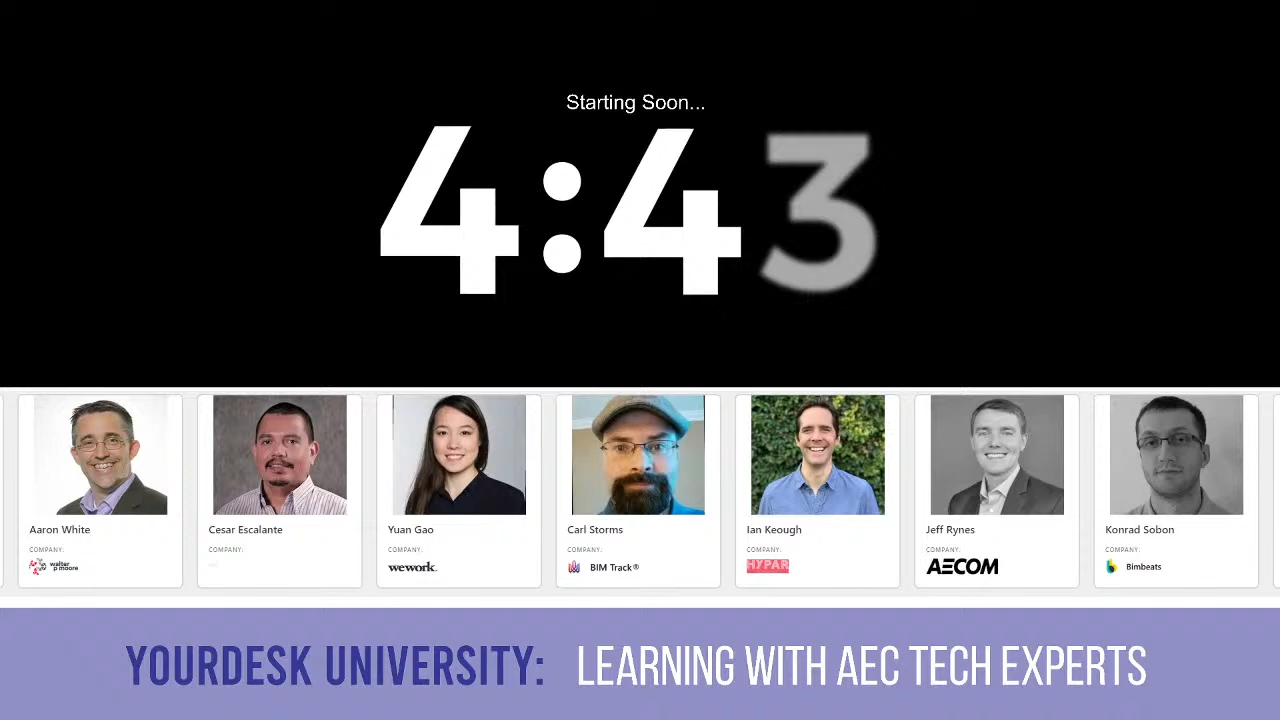 Starting Soon...
4:43
Aaron White
COMPANY:
walter
p moore
Cesar Escalante
COMPANY:
Yuan Gao
COMPANY:
wework
Carl Storms
COMPANY:
BIM Track®
Ian Keough
COMPANY:
HYPAR
Jeff Rynes
COMPANY:
AECOM
Konrad Sobon
COMPANY:
Bimbeats
YOURDESK UNIVERSITY: LEARNING WITH AEC TECH EXPERTS